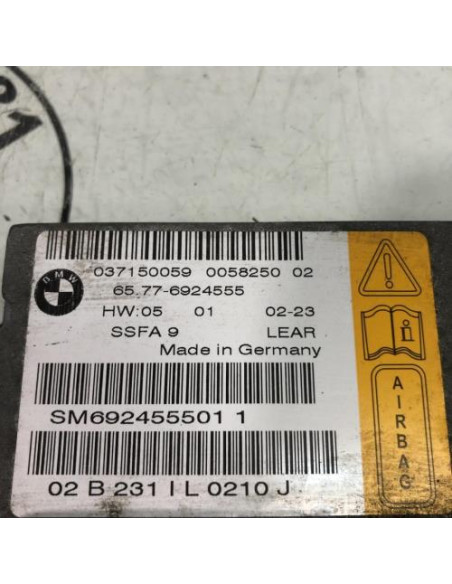 BMW
037150059 0058250 02
65.77-6924555
HW:05 01 02-23
SSFA 9 LEAR
Made in Germany
SM692455501 1
02 B 231 I L 0210 J
AIRBAG